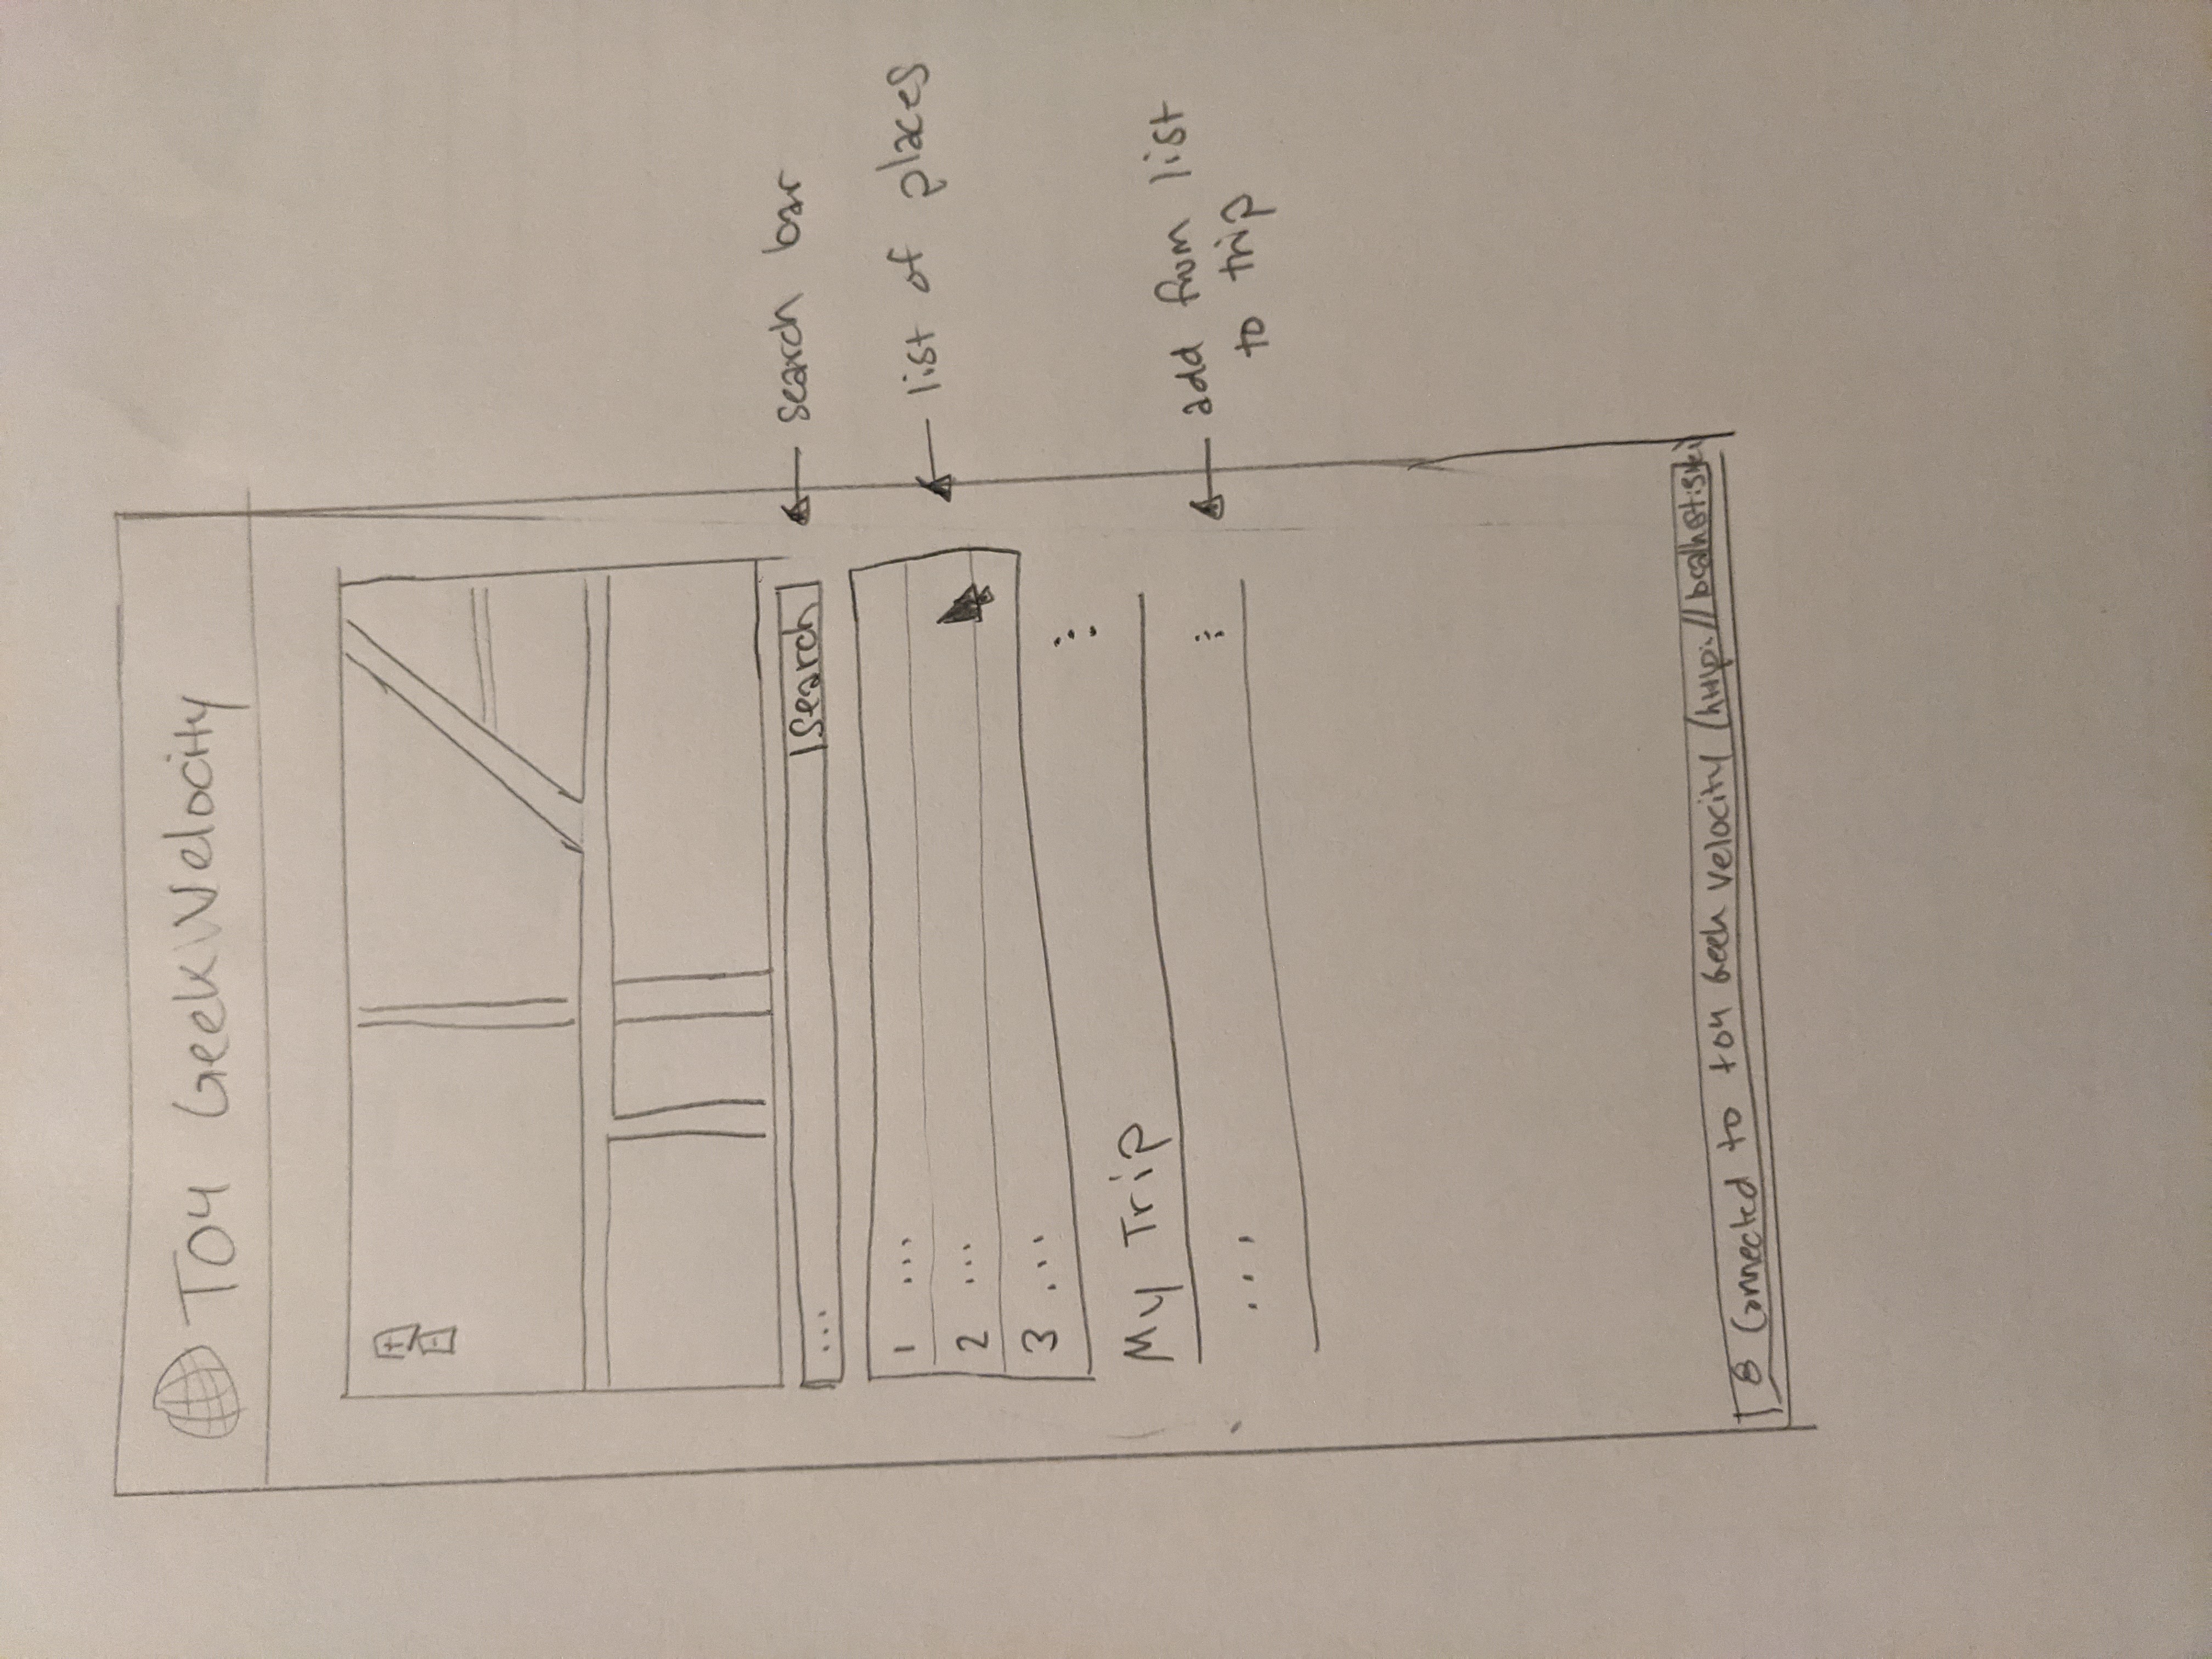 T04 Geek Velocity
+
-
... Search
search bar
1 ...
2 ...
3 ...
list of places
My Trip
...
add from list
to trip
Connected to t04 Geek Velocity (http://localhost: